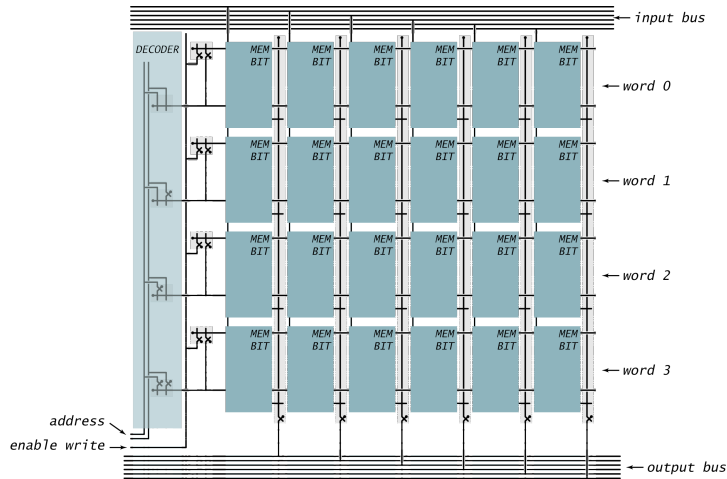 input bus
DECODER
MEM MEM MEM MEM MEM MEM
BIT BIT BIT BIT BIT BIT
word 0
MEM MEM MEM MEM MEM MEM
BIT BIT BIT BIT BIT BIT
word 1
MEM MEM MEM MEM MEM MEM
BIT BIT BIT BIT BIT BIT
word 2
MEM MEM MEM MEM MEM MEM
BIT BIT BIT BIT BIT BIT
word 3
address
enable write
output bus